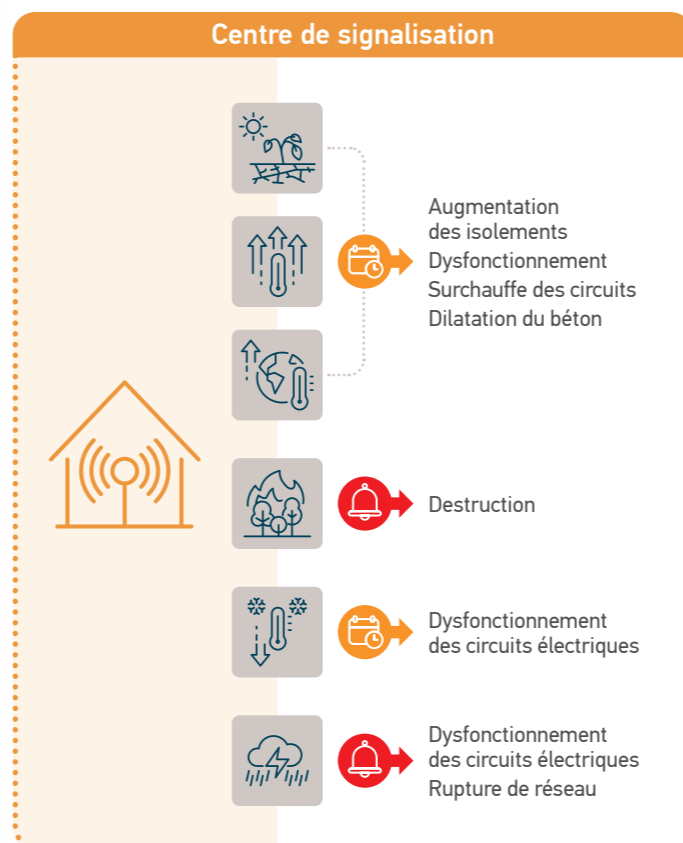 Centre de signalisation
Augmentation
des isolements
Dysfonctionnement
Surchauffe des circuits
Dilatation du béton
Destruction
Dysfonctionnement
des circuits électriques
Dysfonctionnement
des circuits électriques
Rupture de réseau